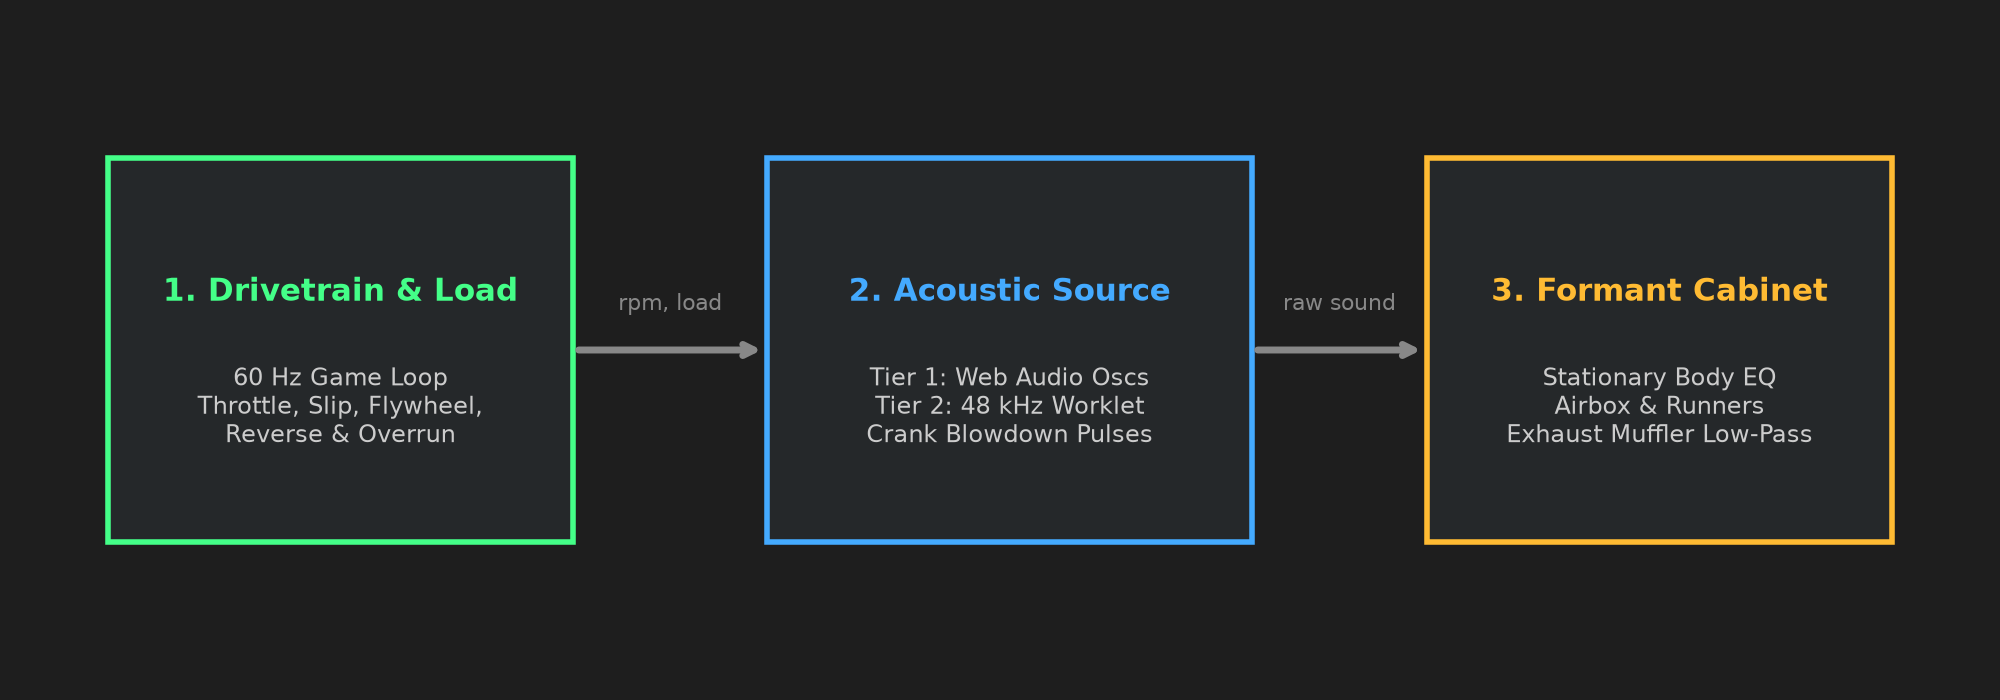 1. Drivetrain & Load
60 Hz Game Loop
Throttle, Slip, Flywheel,
Reverse & Overrun
rpm, load
2. Acoustic Source
Tier 1: Web Audio Oscs
Tier 2: 48 kHz Worklet
Crank Blowdown Pulses
raw sound
3. Formant Cabinet
Stationary Body EQ
Airbox & Runners
Exhaust Muffler Low-Pass